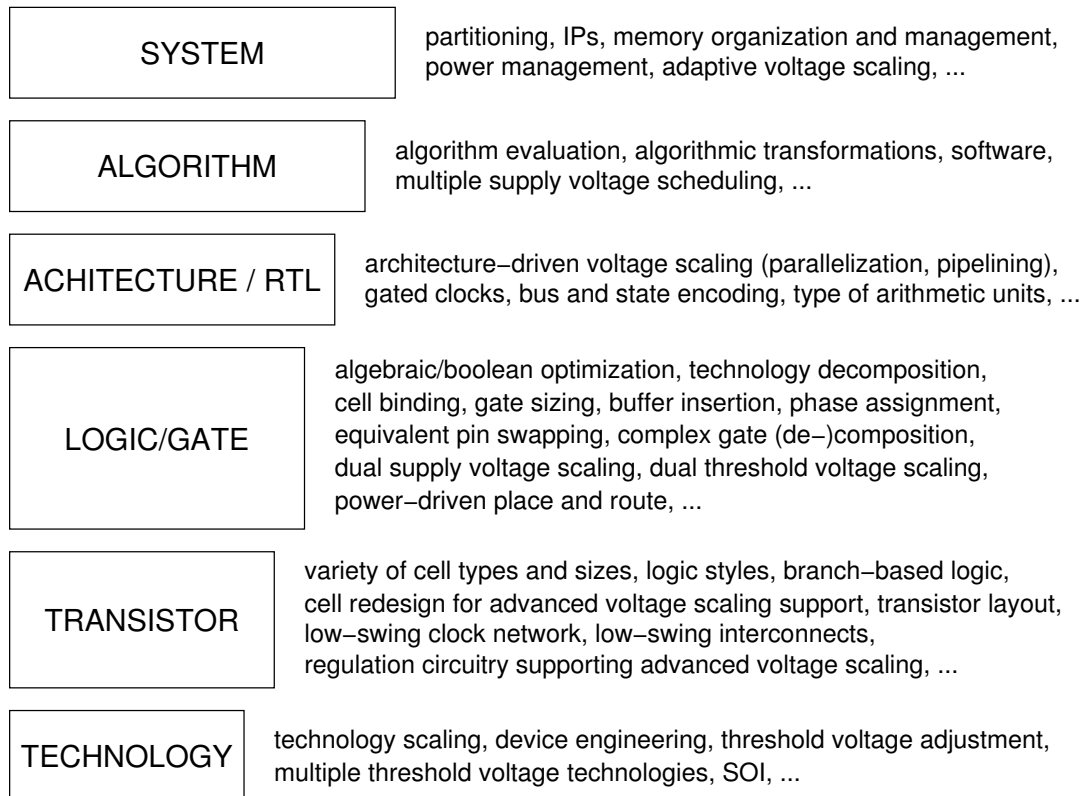 SYSTEM
partitioning, IPs, memory organization and management,
power management, adaptive voltage scaling, ...
ALGORITHM
algorithm evaluation, algorithmic transformations, software,
multiple supply voltage scheduling, ...
ACHITECTURE / RTL
architecture−driven voltage scaling (parallelization, pipelining),
gated clocks, bus and state encoding, type of arithmetic units, ...
LOGIC/GATE
algebraic/boolean optimization, technology decomposition,
cell binding, gate sizing, buffer insertion, phase assignment,
equivalent pin swapping, complex gate (de−)composition,
dual supply voltage scaling, dual threshold voltage scaling,
power−driven place and route, ...
TRANSISTOR
variety of cell types and sizes, logic styles, branch−based logic,
cell redesign for advanced voltage scaling support, transistor layout,
low−swing clock network, low−swing interconnects,
regulation circuitry supporting advanced voltage scaling, ...
TECHNOLOGY
technology scaling, device engineering, threshold voltage adjustment,
multiple threshold voltage technologies, SOI, ...